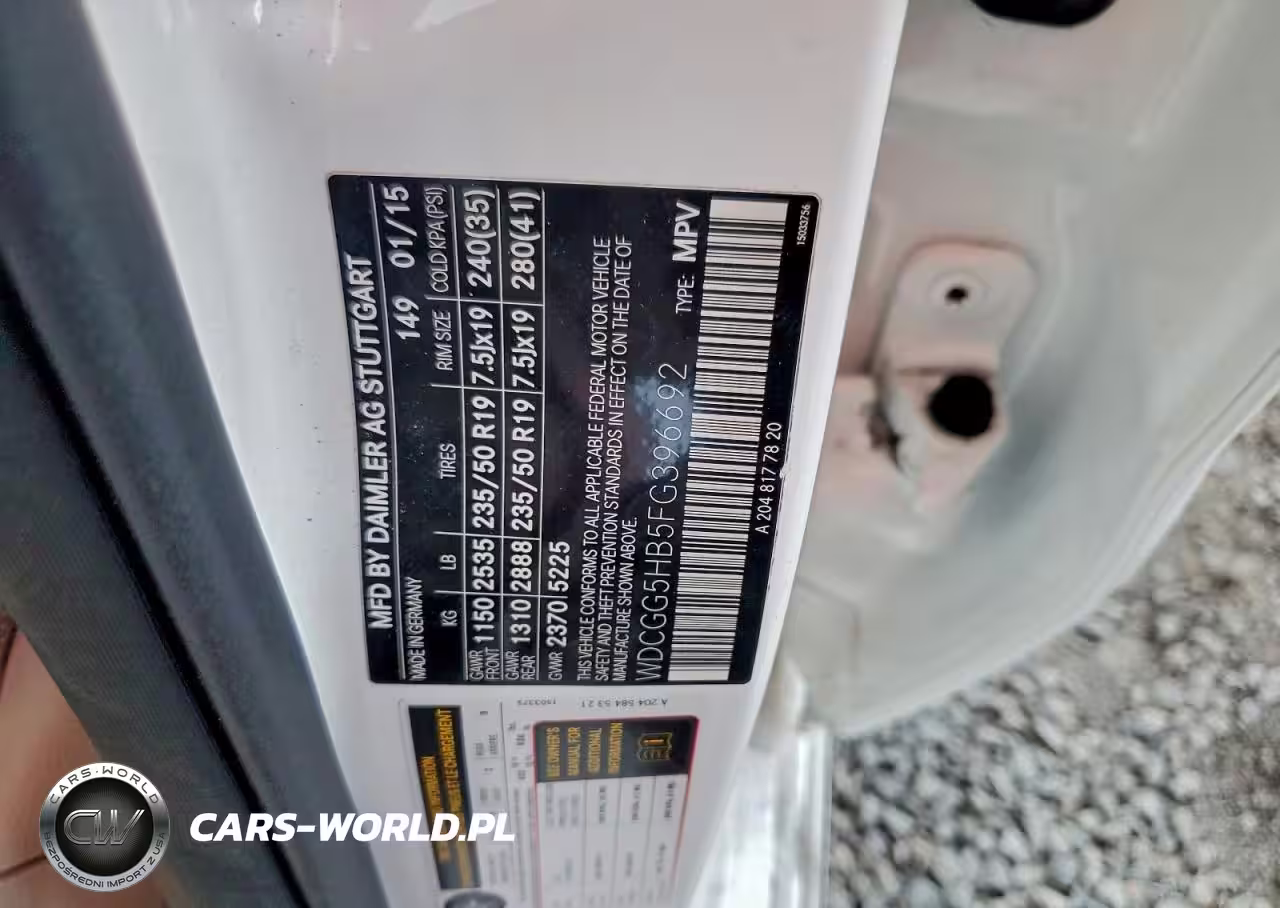 MFD BY DAIMLER AG STUTTGART
MADE IN GERMANY 149 01/15
KG LB TIRES RIM SIZE COLD KPA(PSI)
GAWR FRONT 1150 2535 235/50 R19 7.5Jx19 240(35)
GAWR REAR 1310 2888 235/50 R19 7.5Jx19 280(41)
GVWR 2370 5225
THIS VEHICLE CONFORMS TO ALL APPLICABLE FEDERAL MOTOR VEHICLE
SAFETY AND THEFT PREVENTION STANDARDS IN EFFECT ON THE DATE OF
MANUFACTURE SHOWN ABOVE.
WDCGG5HB5FG396692 TYPE: MPV
A 204 817 78 20 15033756
A 204 584 53 21
SEE OWNER'S
MANUAL FOR
ADDITIONAL
INFORMATION
CARS-WORLD
CW
BEZPOŚREDNI IMPORT Z USA
CARS-WORLD.PL